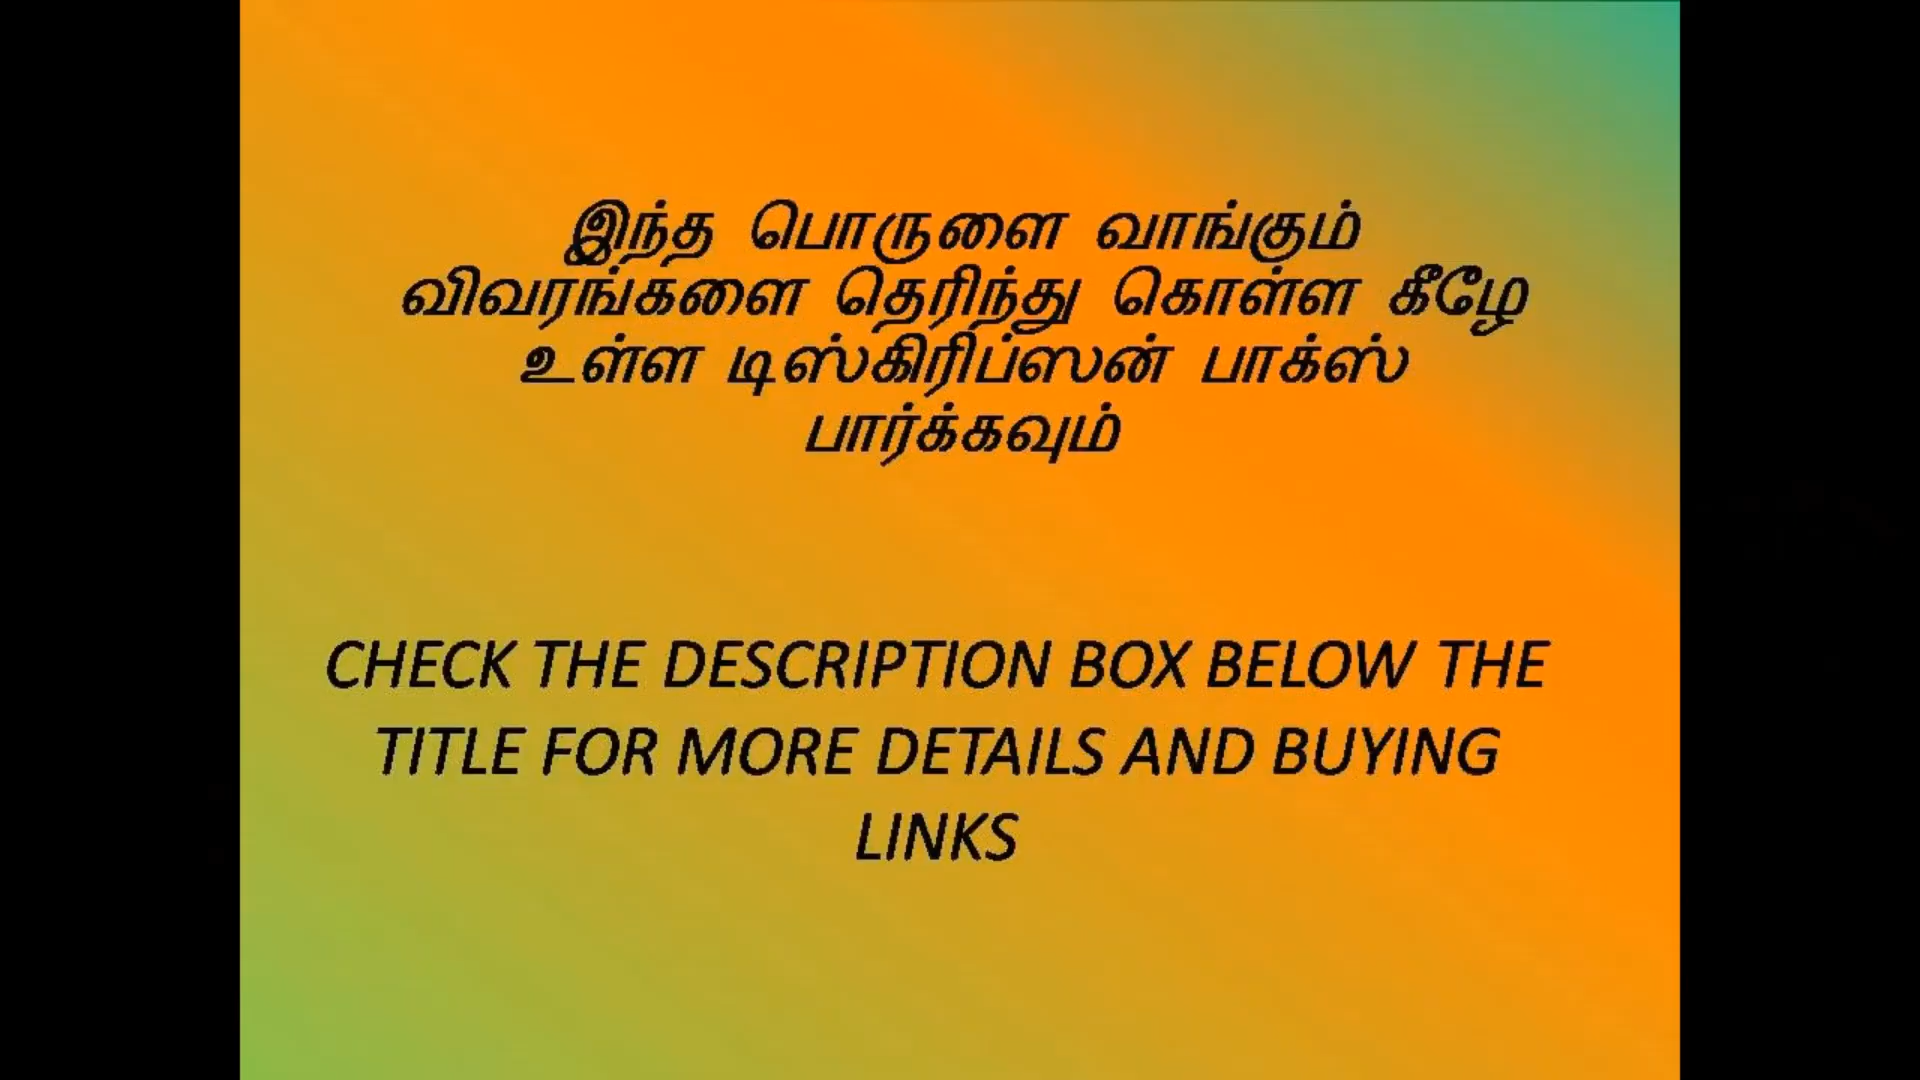 இந்த பொருளை வாங்கும்
விவரங்களை தெரிந்து கொள்ள கீழே
உள்ள டிஸ்கிரிப்ஸன் பாக்ஸ்
பார்க்கவும்
CHECK THE DESCRIPTION BOX BELOW THE
TITLE FOR MORE DETAILS AND BUYING
LINKS